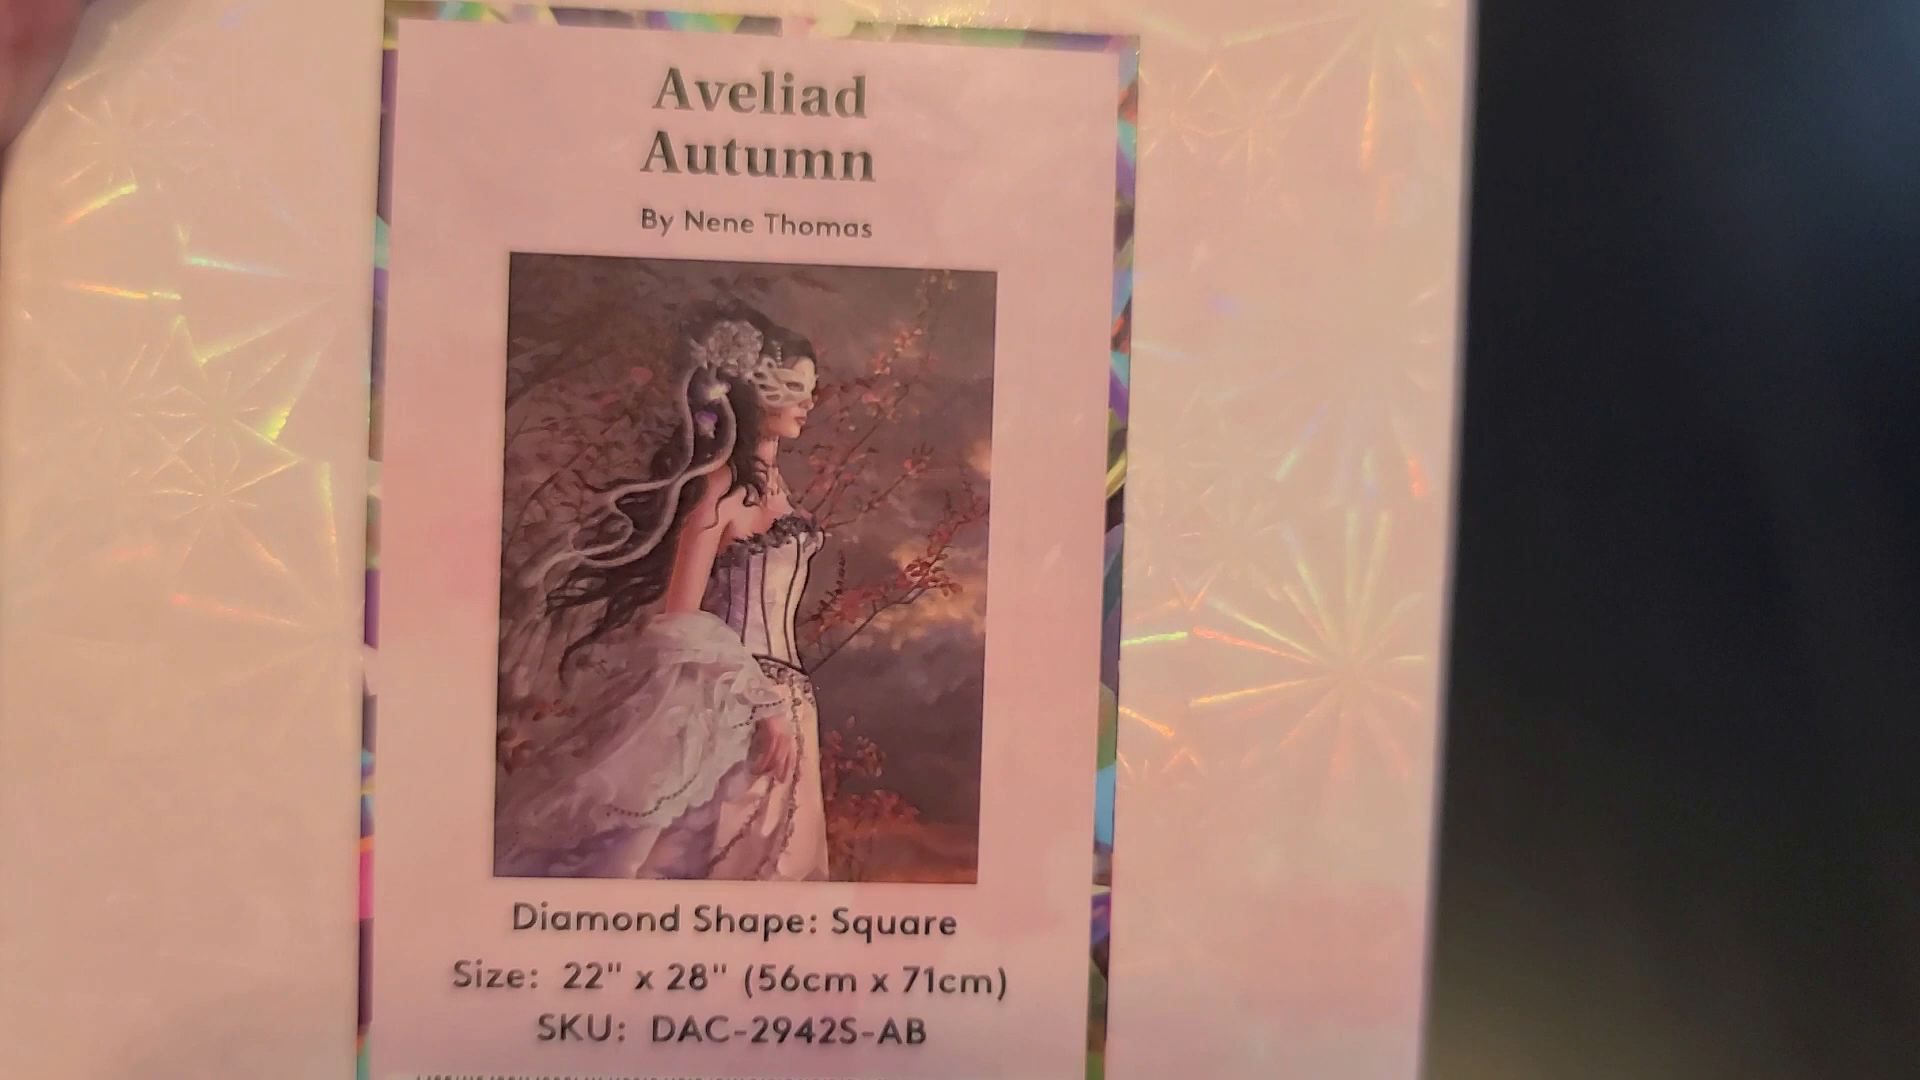 Aveliad
Autumn
By Nene Thomas
Diamond Shape: Square
Size: 22" x 28" (56cm x 71cm)
SKU: DAC-2942S-AB